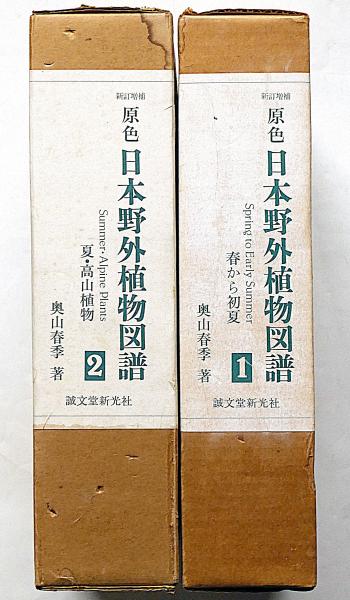 新訂増補
原色
日本野外植物図譜
Summer・Alpine Plants
夏・高山植物
2
奥山春季 著
誠文堂新光社
新訂増補
原色
日本野外植物図譜
Spring to Early Summer
春から初夏
1
奥山春季 著
誠文堂新光社